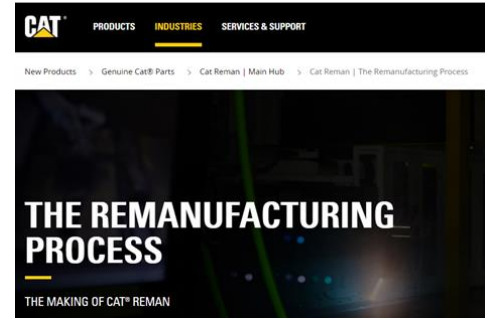 CAT
PRODUCTS INDUSTRIES SERVICES & SUPPORT
New Products > Genuine Cat® Parts > Cat Reman | Main Hub > Cat Reman | The Remanufacturing Process
THE REMANUFACTURING
PROCESS
THE MAKING OF CAT® REMAN